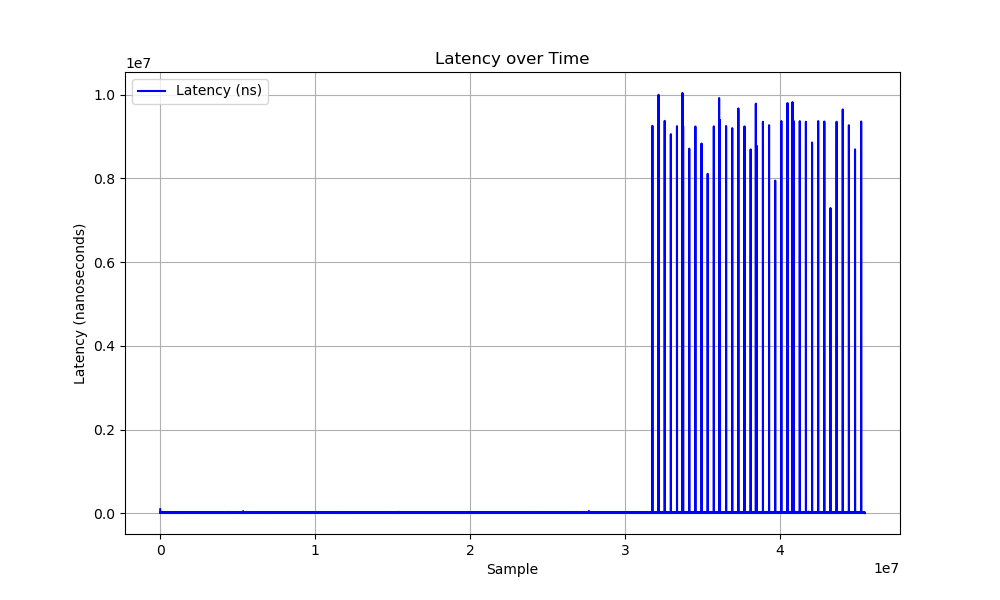 Latency over Time
1e7
Latency (ns)
1.0
0.8
0.6
0.4
0.2
0.0
Latency (nanoseconds)
0 1 2 3 4
1e7
Sample